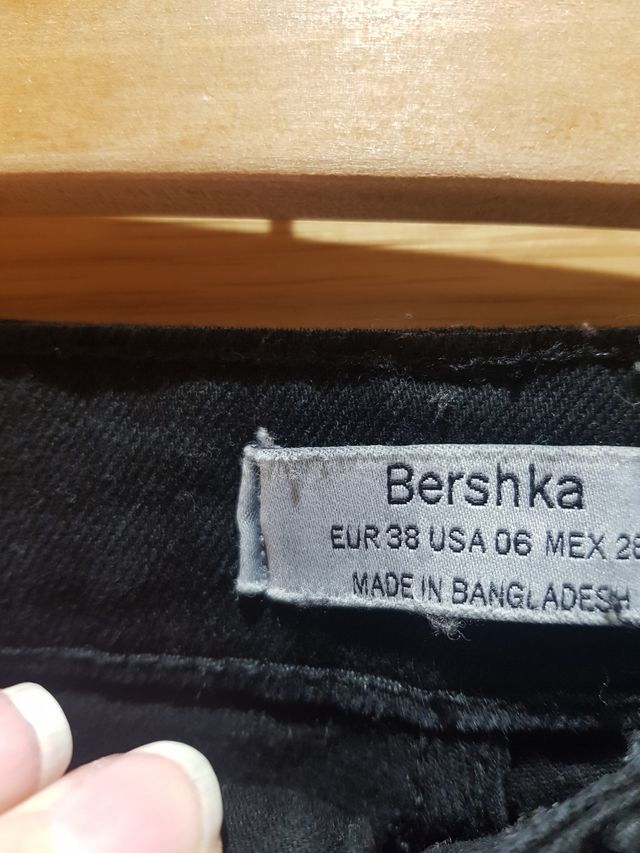 Bershka
EUR 38 USA 06 MEX 28
MADE IN BANGLADESH